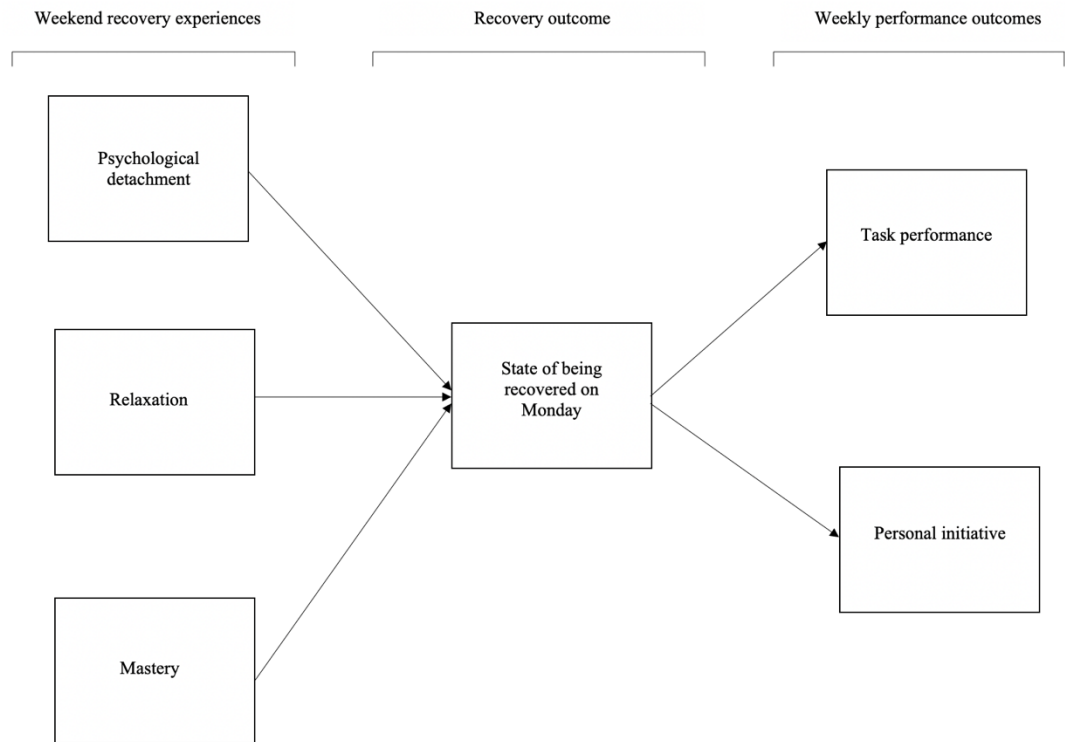 Weekend recovery experiences
Recovery outcome
Weekly performance outcomes
Psychological
detachment
Task performance
State of being
recovered on
Monday
Relaxation
Personal initiative
Mastery